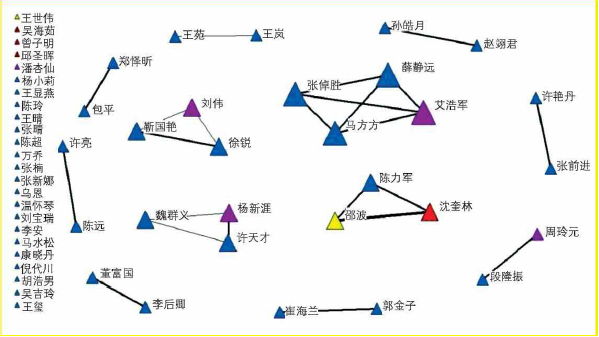 王世伟
吴海茹
曾子明
邱圣晖
潘杏仙
杨小莉
王显燕
陈玲
王晴
张晴
陈超
万乔
张楠
张新娜
乌恩
温怀琴
刘宝瑞
李安
马水松
康晓丹
倪代川
胡浩男
吴吉玲
王玺
王苑
王岚
孙皓月
赵翊君
郑怿昕
包平
刘伟
靳国艳
徐锐
张倬胜
薛静远
马方方
艾浩军
许艳丹
张前进
许亮
陈远
魏群义
杨新涯
许天才
陈力军
邵波
沈奎林
周玲元
段隆振
董富国
李后卿
崔海兰
郭金子